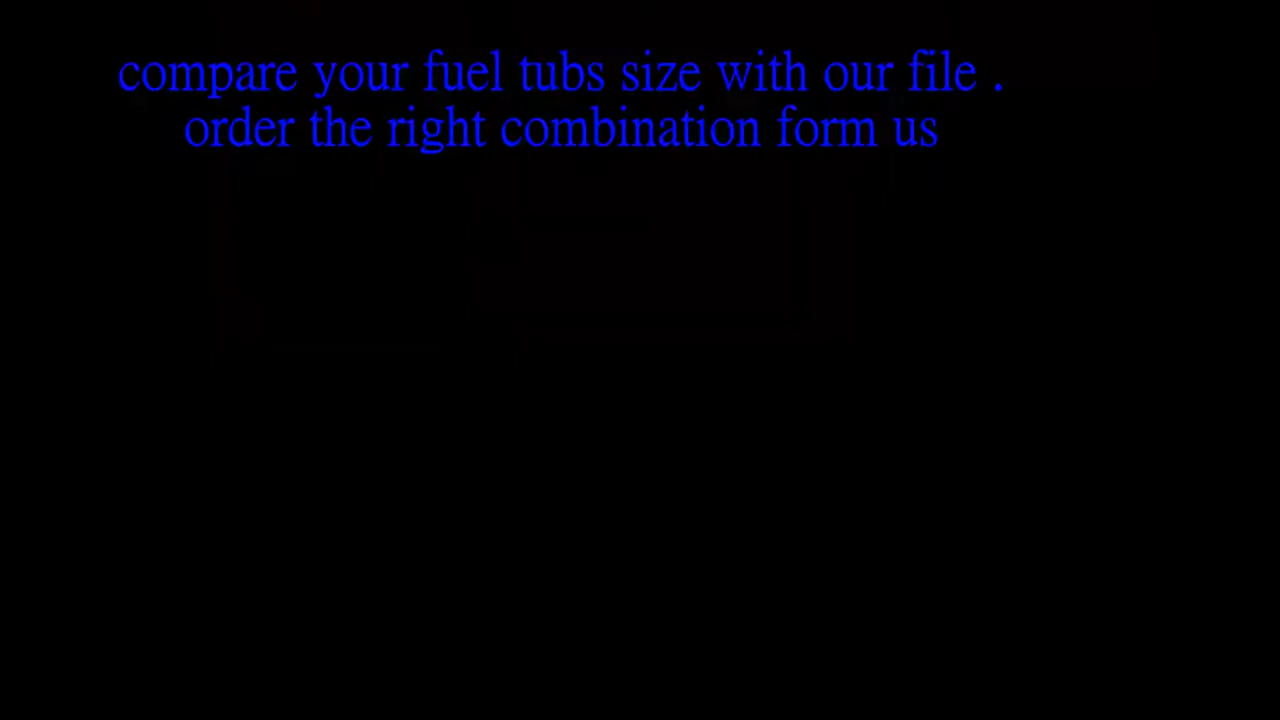 compare your fuel tubs size with our file .
order the right combination form us